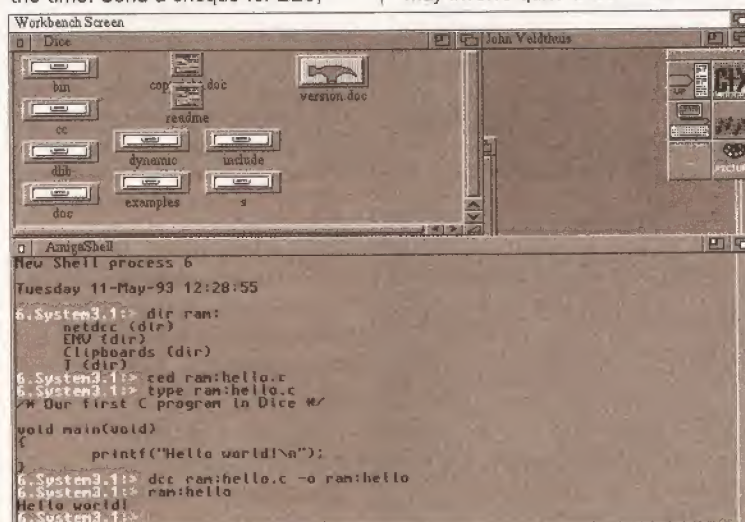 the time. Send a cheque for
Workbench Screen
Dice
John Veldthuis
bin
copyright.doc
version.doc
readme
cc
dynamic
include
dlib
examples
s
doc
UP
AmigaShell
New Shell process 6
Tuesday 11-May-93 12:28:55
6.System3.1:> dir ram:
netdcc (dir)
ENV (dir)
Clipboards (dir)
T (dir)
6.System3.1:> ced ram:hello.c
6.System3.1:> type ram:hello.c
/* Our first C program in Dice */
void main(void)
{
printf("Hello world!\n");
}
6.System3.1:> dcc ram:hello.c -o ram:hello
6.System3.1:> ram:hello
Hello world!
6.System3.1:>